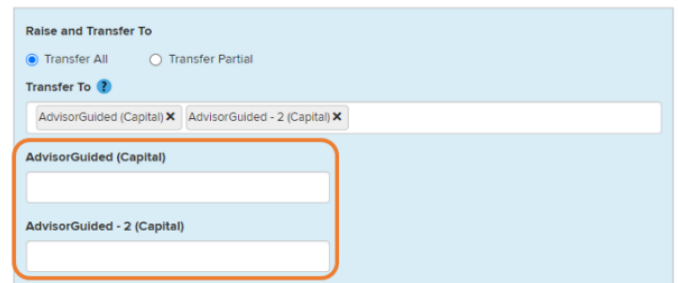 Raise and Transfer To
Transfer All Transfer Partial
Transfer To ?
AdvisorGuided (Capital) × AdvisorGuided - 2 (Capital) ×
AdvisorGuided (Capital)
AdvisorGuided - 2 (Capital)